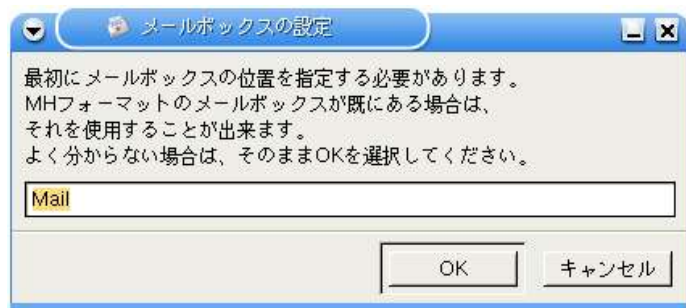 メールボックスの設定
最初にメールボックスの位置を指定する必要があります。
MHフォーマットのメールボックスが既にある場合は、
それを使用することが出来ます。
よく分からない場合は、そのままOKを選択してください。
Mail
OK キャンセル